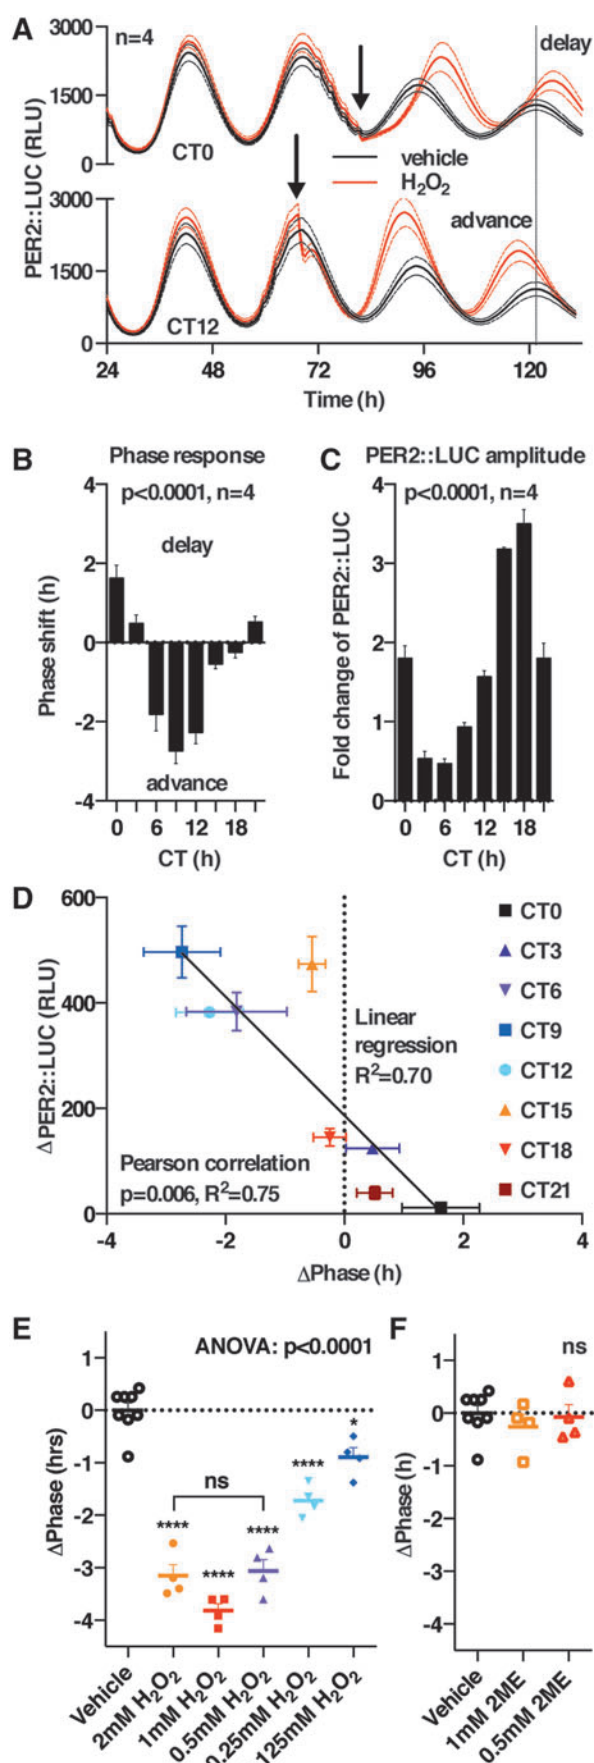 A
n=4
3000
1500
0
CT0
delay
vehicle
H₂O₂
PER2::LUC (RLU)
3000
1500
0
CT12
advance
24 48 72 96 120
Time (h)
B Phase response
p<0.0001, n=4
delay
advance
4
2
0
-2
-4
Phase shift (h)
0 6 12 18
CT (h)
C PER2::LUC amplitude
p<0.0001, n=4
4
3
2
1
0
Fold change of PER2::LUC
0 6 12 18
CT (h)
D
600
400
200
0
ΔPER2::LUC (RLU)
Linear
regression
R²=0.70
Pearson correlation
p=0.006, R²=0.75
-4 -2 0 2 4
ΔPhase (h)
CT0
CT3
CT6
CT9
CT12
CT15
CT18
CT21
E
ANOVA: p<0.0001
1
0
-1
-2
-3
-4
ΔPhase (hrs)
ns
****
****
****
****
*
Vehicle
2mM H₂O₂
1mM H₂O₂
0.5mM H₂O₂
0.25mM H₂O₂
125mM H₂O₂
F
ns
1
0
-1
-2
-3
-4
ΔPhase (h)
Vehicle
1mM 2ME
0.5mM 2ME